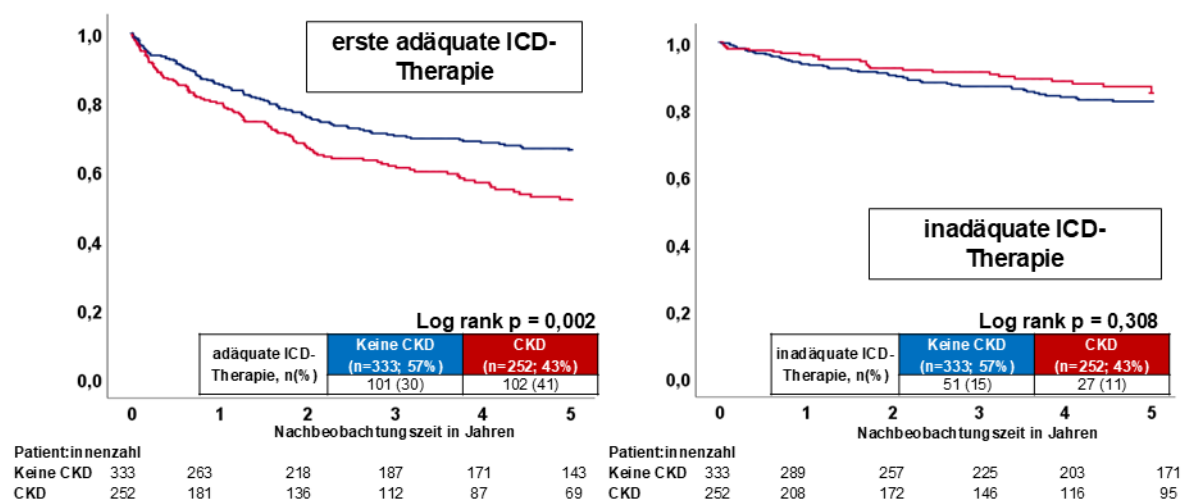 erste adäquate ICD-
Therapie
1,0
0,8
0,6
0,4
0,2
0,0
Log rank p = 0,002
adäquate ICD-
Therapie, n(%)
Keine CKD
(n=333; 57%)
CKD
(n=252; 43%)
101 (30)
102 (41)
0 1 2 3 4 5
Nachbeobachtungszeit in Jahren
Patient:innenzahl
Keine CKD 333 263 218 187 171 143
CKD 252 181 136 112 87 69
inadäquate ICD-
Therapie
1,0
0,8
0,6
0,4
0,2
0,0
Log rank p = 0,308
inadäquate ICD-
Therapie, n(%)
Keine CKD
(n=333; 57%)
CKD
(n=252; 43%)
51 (15)
27 (11)
0 1 2 3 4 5
Nachbeobachtungszeit in Jahren
Patient:innenzahl
Keine CKD 333 289 257 225 203 171
CKD 252 208 172 146 116 95